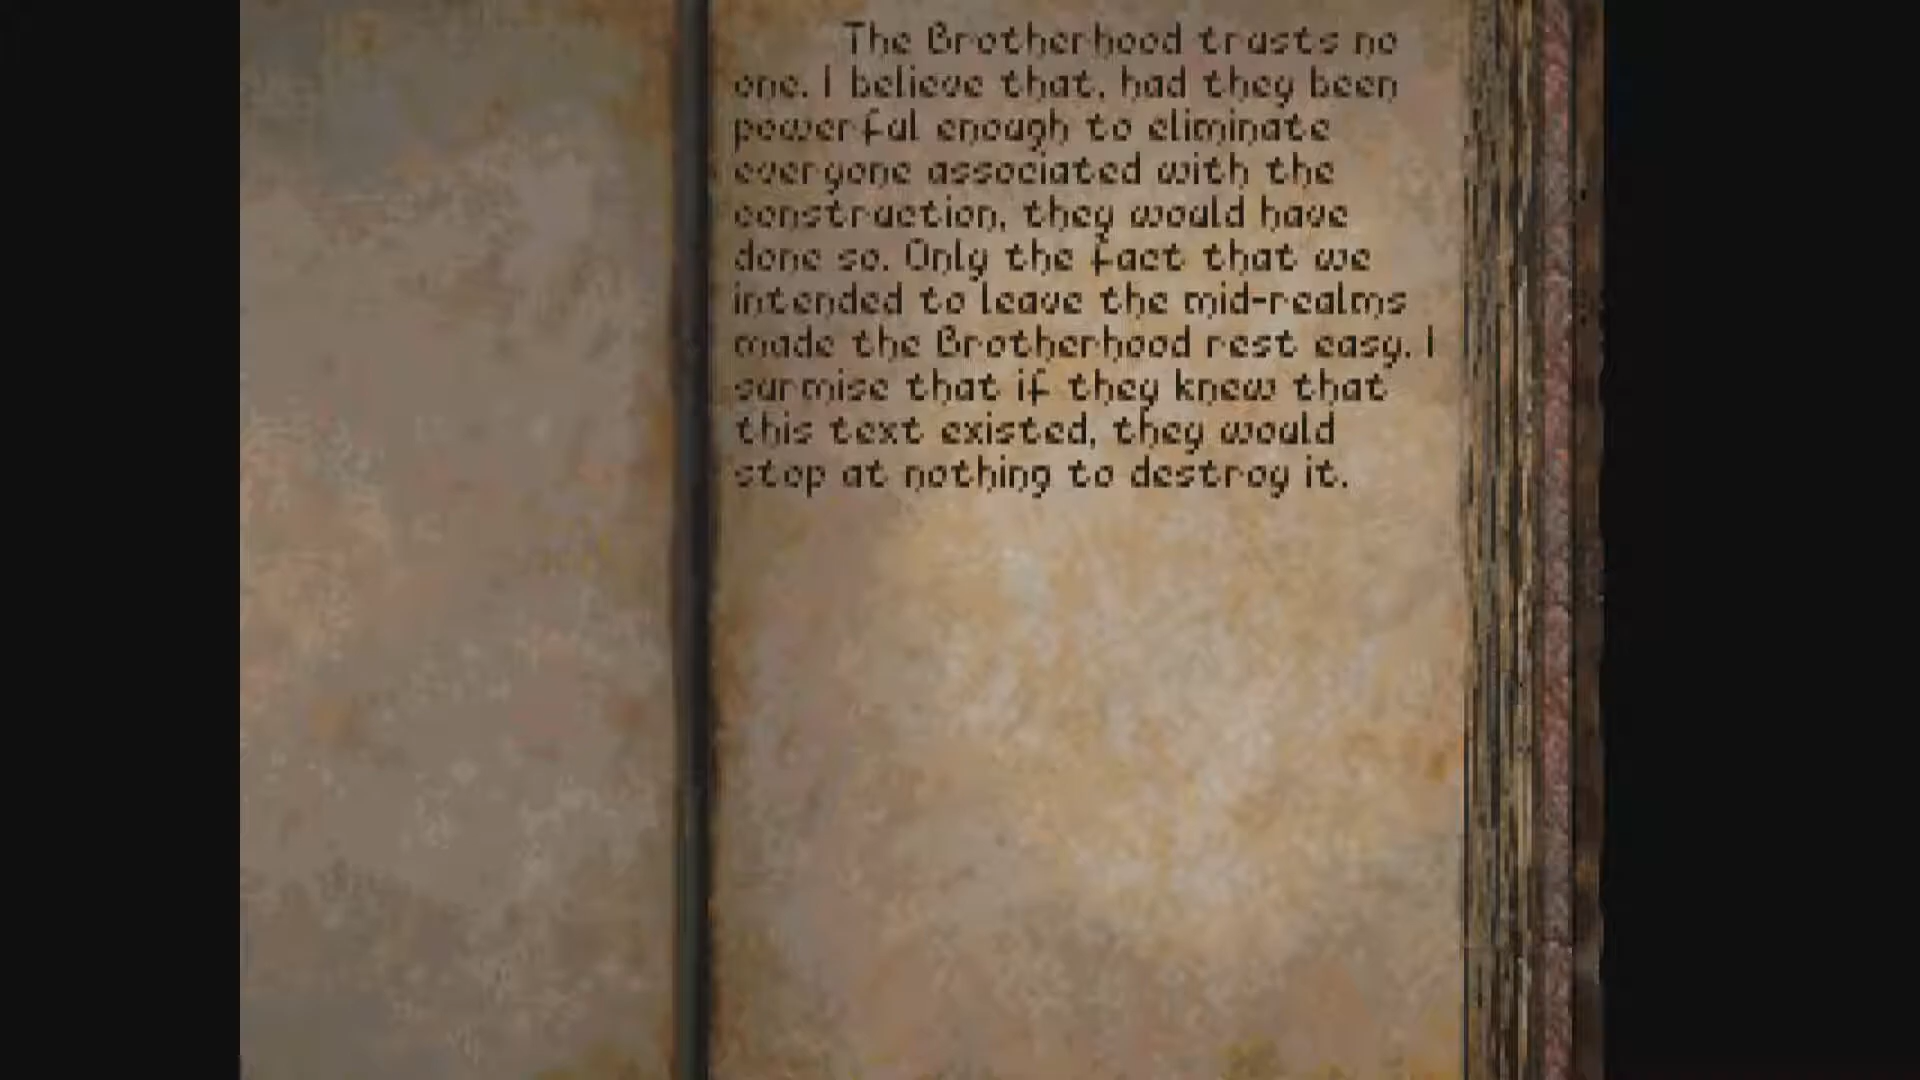 The Brotherhood trusts no
one. I believe that, had they been
powerful enough to eliminate
everyone associated with the
construction, they would have
done so. Only the fact that we
intended to leave the mid-realms
made the Brotherhood rest easy. I
surmise that if they knew that
this text existed, they would
stop at nothing to destroy it.